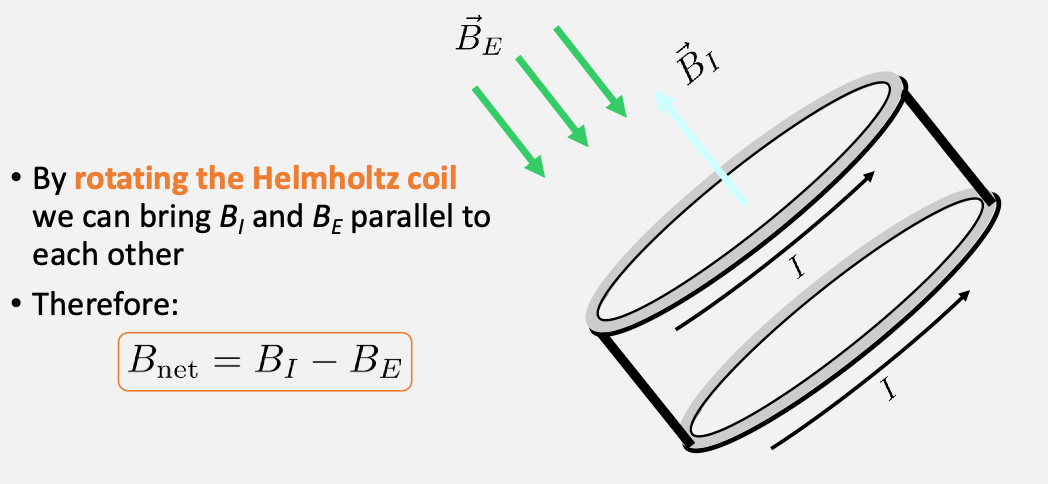 $\vec{B}_E$
$\vec{B}_I$
• By rotating the Helmholtz coil
we can bring $B_I$ and $B_E$ parallel to
each other
• Therefore:
$B_{\text{net}} = B_I - B_E$
I
I